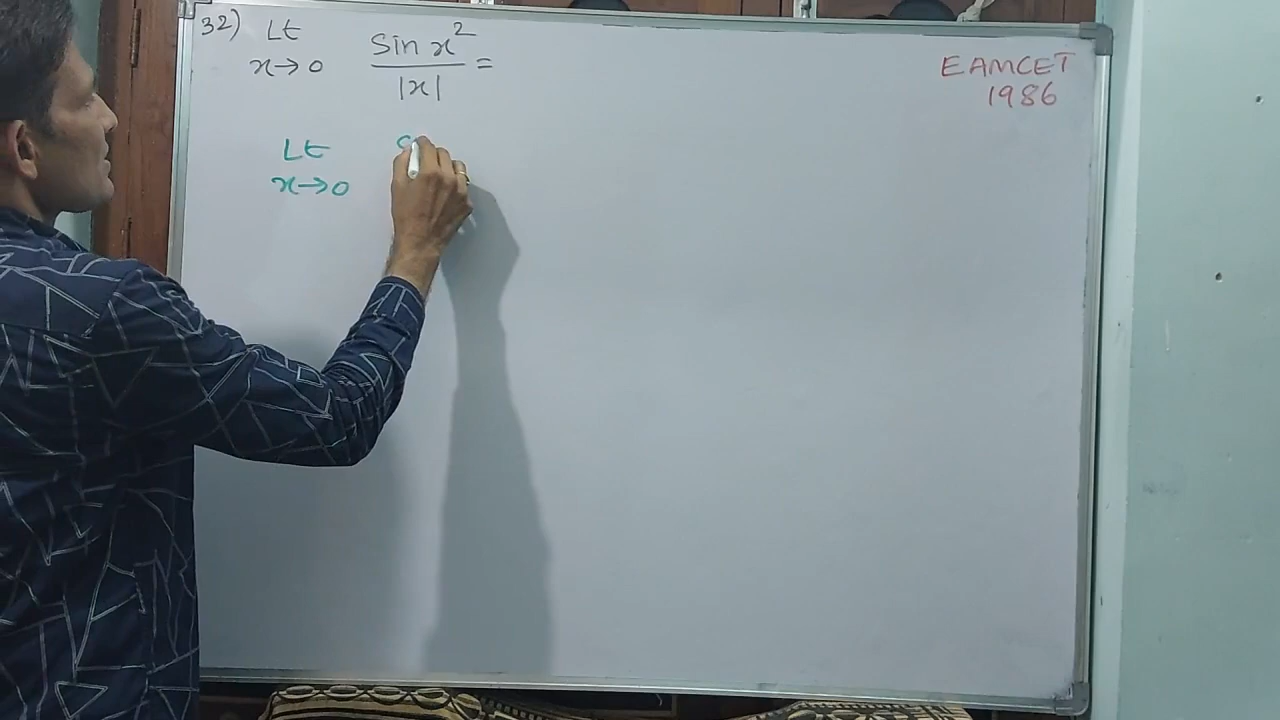 32) Lt sin x²
x→0 |x| =
EAMCET
1986
Lt
x→0